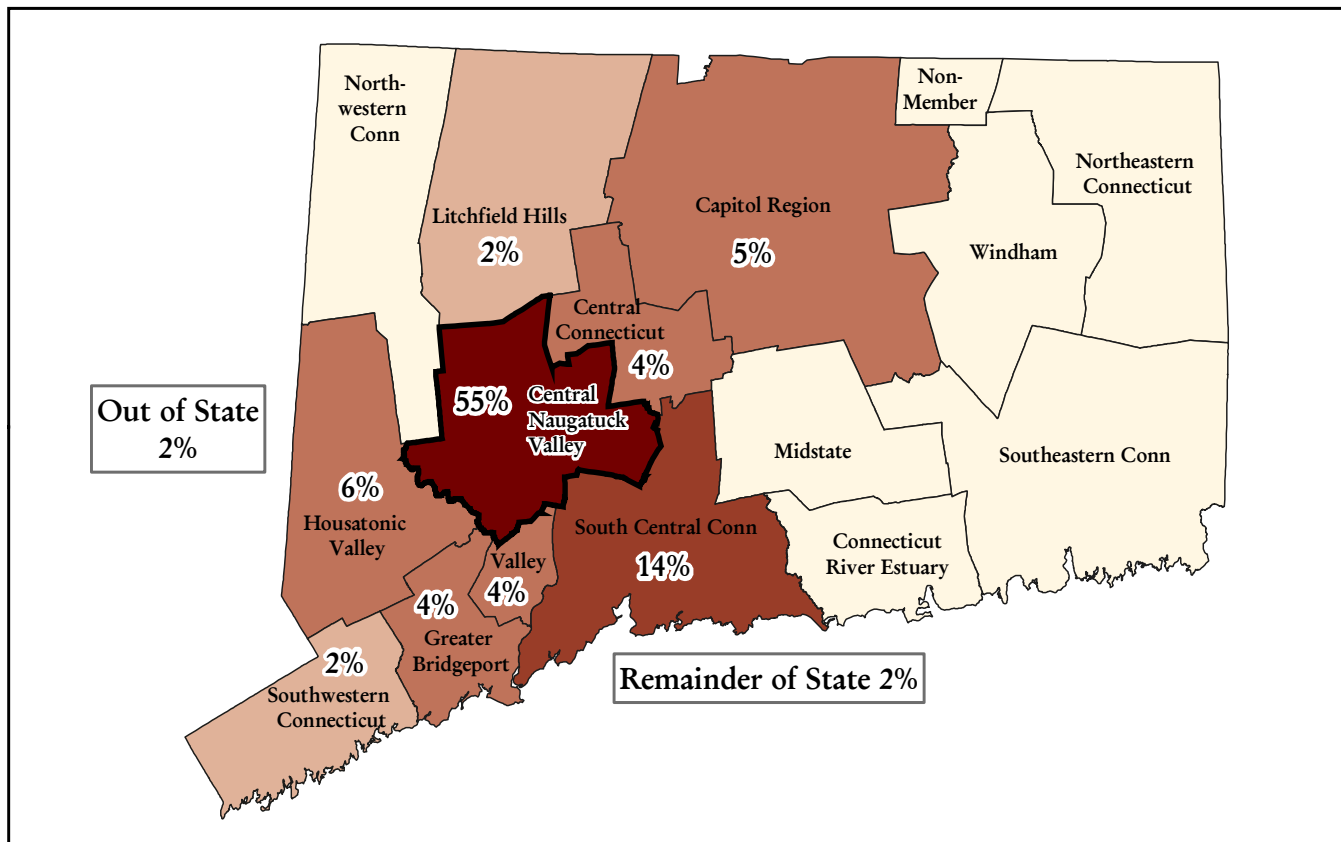 North-
western
Conn
Non-
Member
Northeastern
Connecticut
Litchfield Hills
2%
Capitol Region
5%
Windham
Central
Connecticut
4%
Out of State
2%
55%
Central
Naugatuck
Valley
Midstate
Southeastern Conn
6%
Housatonic
Valley
South Central Conn
14%
Valley
4%
Connecticut
River Estuary
4%
Greater
Bridgeport
2%
Southwestern
Connecticut
Remainder of State 2%